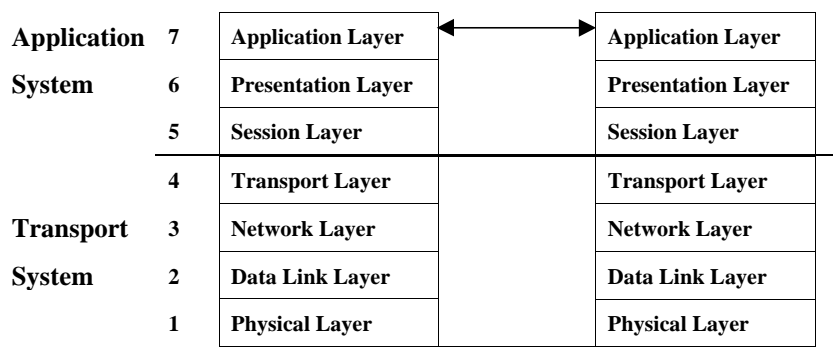 Application 7 Application Layer Application Layer
System 6 Presentation Layer Presentation Layer
5 Session Layer Session Layer
4 Transport Layer Transport Layer
Transport 3 Network Layer Network Layer
System 2 Data Link Layer Data Link Layer
1 Physical Layer Physical Layer